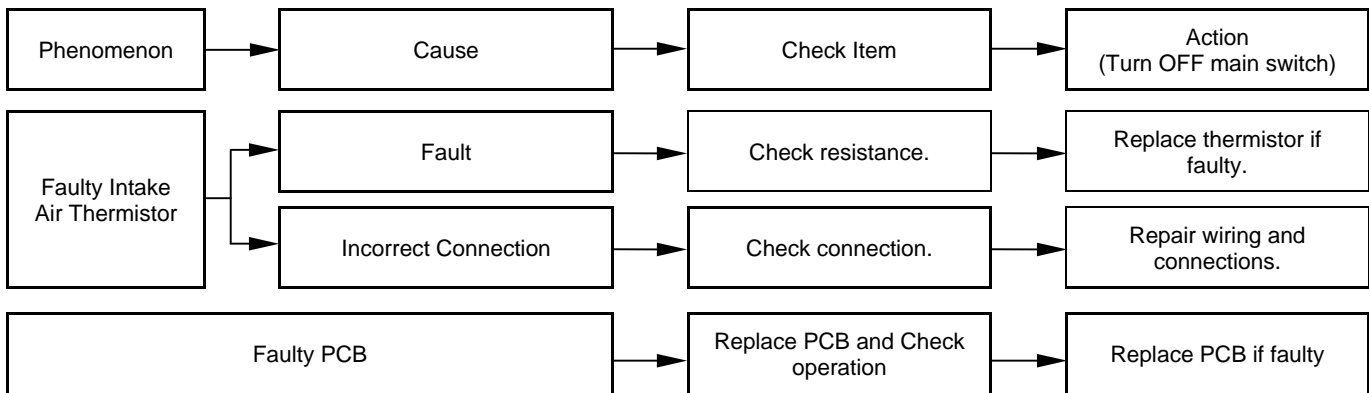 Phenomenon
Cause
Check Item
Action
(Turn OFF main switch)
Faulty Intake
Air Thermistor
Fault
Check resistance.
Replace thermistor if
faulty.
Incorrect Connection
Check connection.
Repair wiring and
connections.
Faulty PCB
Replace PCB and Check
operation
Replace PCB if faulty